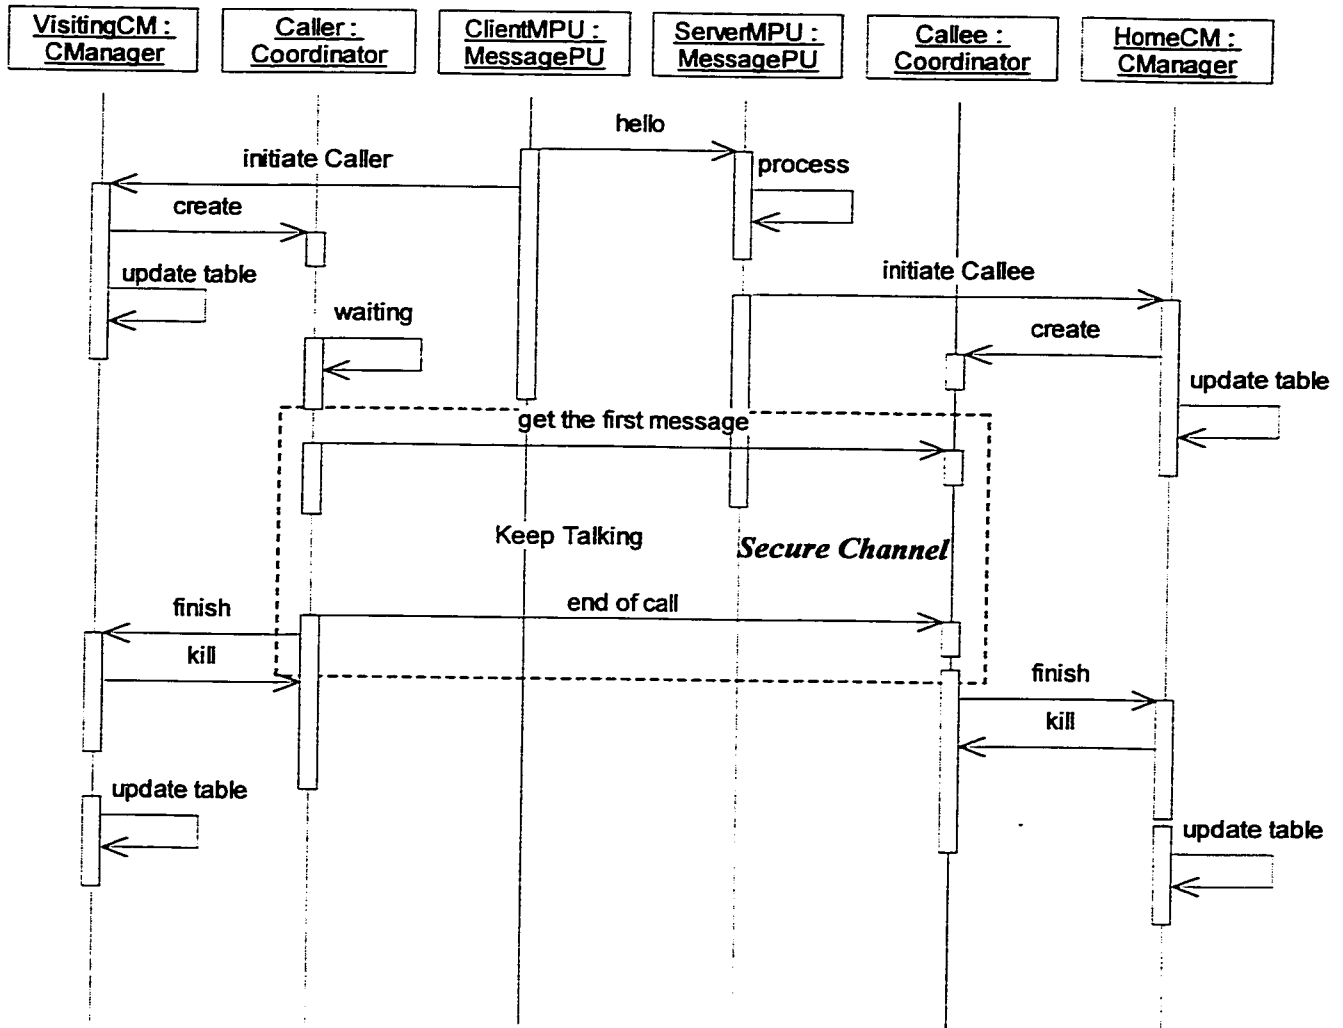 VisitingCM :
CManager
Caller :
Coordinator
ClientMPU :
MessagePU
ServerMPU :
MessagePU
Callee :
Coordinator
HomeCM :
CManager
hello
initiate Caller
process
create
update table
initiate Callee
waiting
create
update table
get the first message
Keep Talking
Secure Channel
end of call
finish
kill
finish
kill
update table
update table